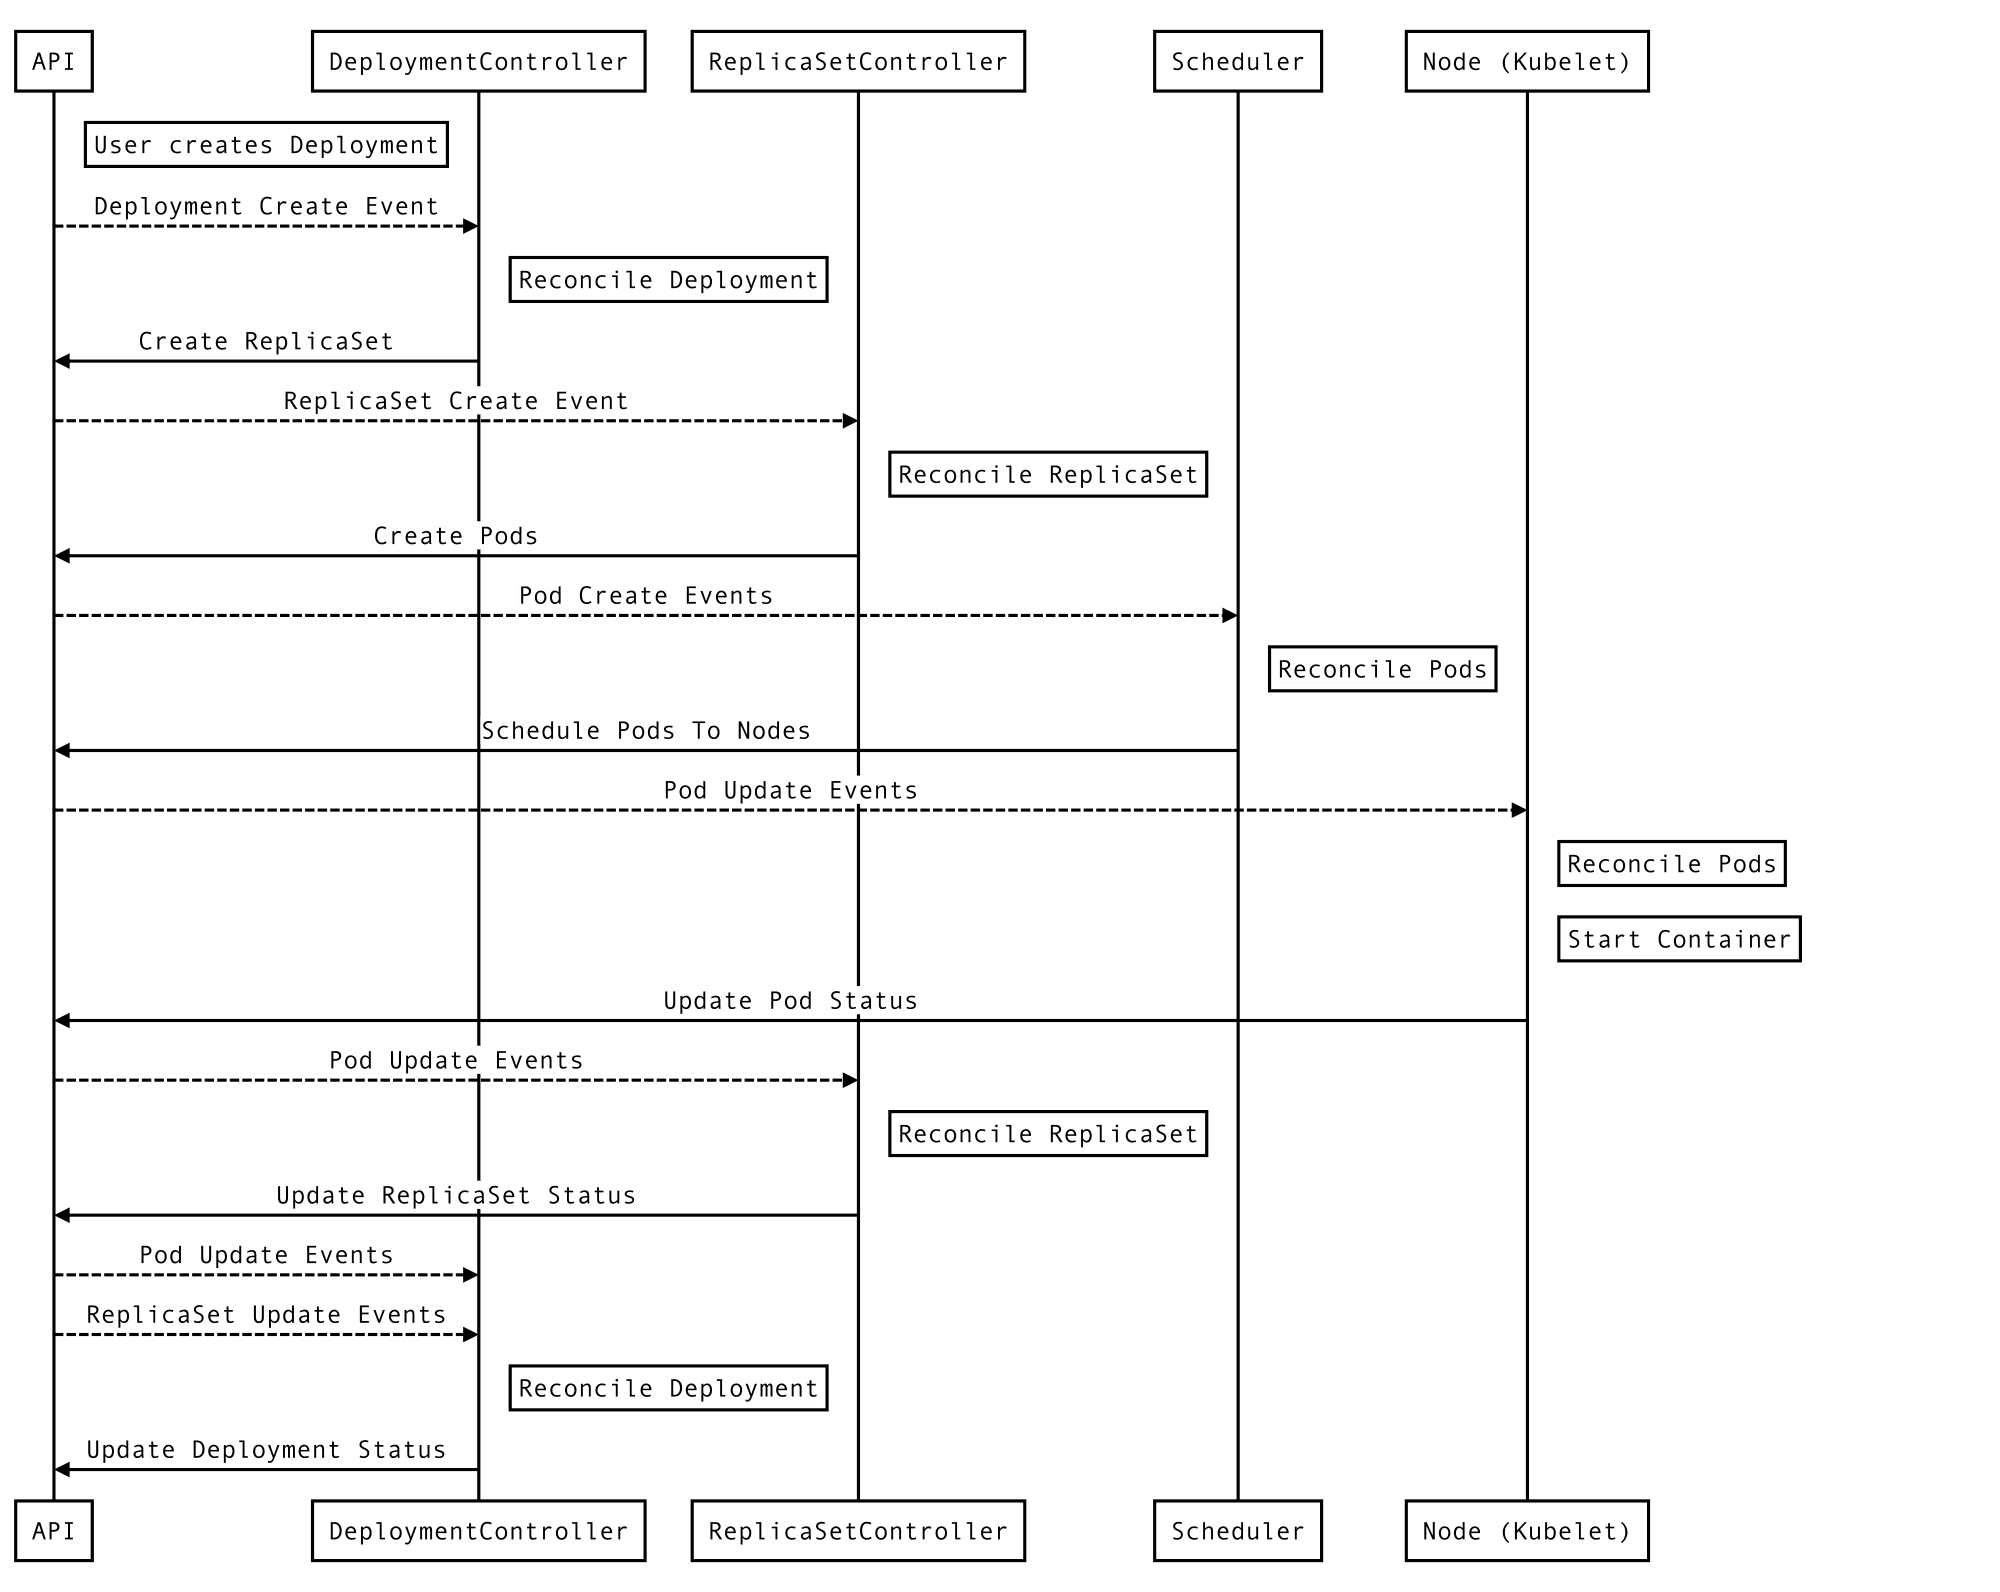 API
DeploymentController
ReplicaSetController
Scheduler
Node (Kubelet)
User creates Deployment
Deployment Create Event
Reconcile Deployment
Create ReplicaSet
ReplicaSet Create Event
Reconcile ReplicaSet
Create Pods
Pod Create Events
Reconcile Pods
Schedule Pods To Nodes
Pod Update Events
Reconcile Pods
Start Container
Update Pod Status
Pod Update Events
Reconcile ReplicaSet
Update ReplicaSet Status
Pod Update Events
ReplicaSet Update Events
Reconcile Deployment
Update Deployment Status
API
DeploymentController
ReplicaSetController
Scheduler
Node (Kubelet)